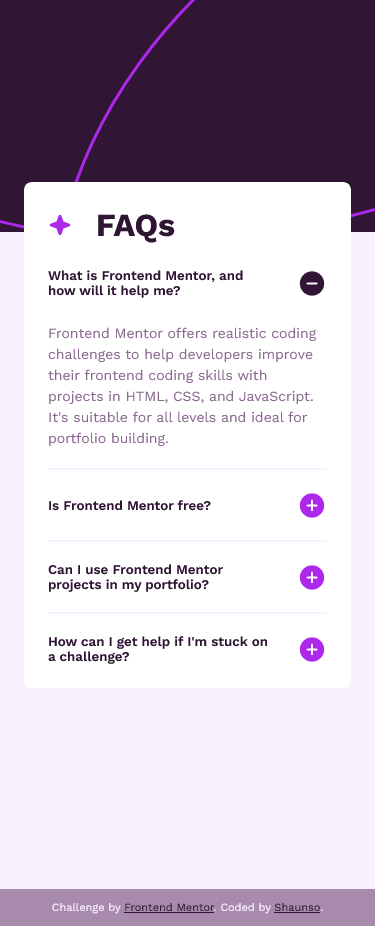 FAQs
What is Frontend Mentor, and
how will it help me?
Frontend Mentor offers realistic coding
challenges to help developers improve
their frontend coding skills with
projects in HTML, CSS, and JavaScript.
It's suitable for all levels and ideal for
portfolio building.
Is Frontend Mentor free?
Can I use Frontend Mentor
projects in my portfolio?
How can I get help if I'm stuck on
a challenge?
Challenge by Frontend Mentor. Coded by Shaunso.